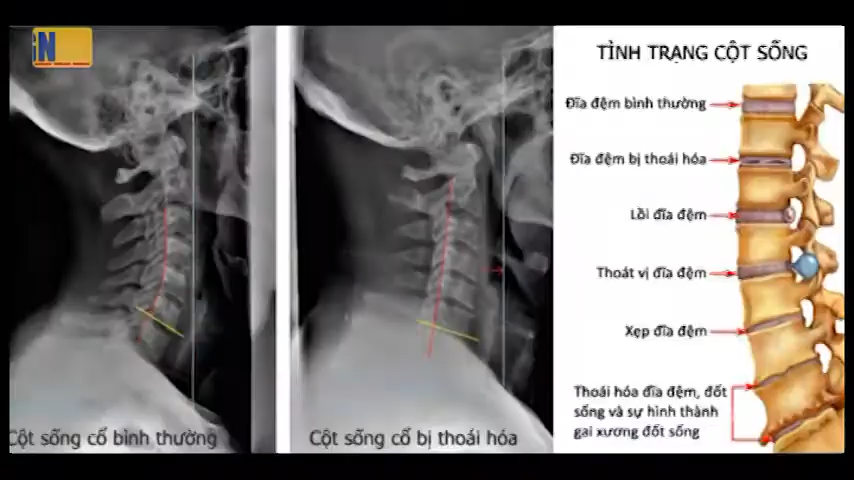 iN
TÌNH TRẠNG CỘT SỐNG
Đĩa đệm bình thường
Đĩa đệm bị thoái hóa
Lồi đĩa đệm
Thoát vị đĩa đệm
Xẹp đĩa đệm
Thoái hóa đĩa đệm, đốt
sống và sự hình thành
gai xương đốt sống
Cột sống cổ bình thường
Cột sống cổ bị thoái hóa